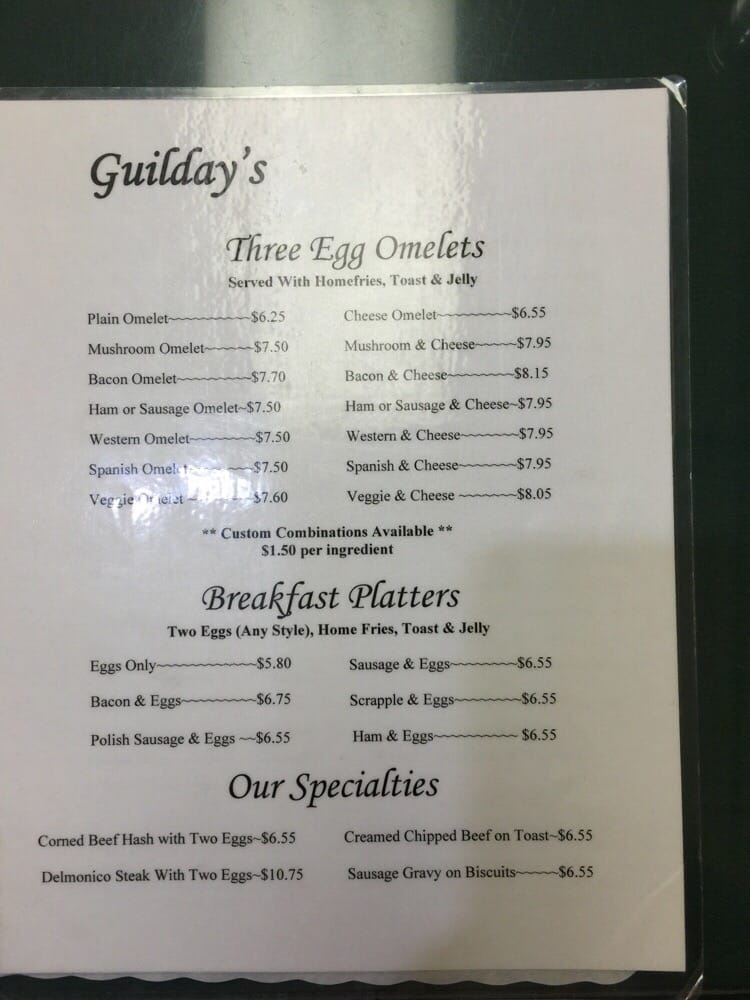 Guilday's
Three Egg Omelets
Served With Homefries, Toast & Jelly
Plain Omelet~~~~~~~~~~$6.25
Cheese Omelet~~~~~~~~~$6.55
Mushroom Omelet~~~~~~$7.50
Mushroom & Cheese~~~~~$7.95
Bacon Omelet~~~~~~~~~$7.70
Bacon & Cheese~~~~~~~~$8.15
Ham or Sausage Omelet~$7.50
Ham or Sausage & Cheese~$7.95
Western Omelet~~~~~~~~$7.50
Western & Cheese~~~~~~~$7.95
Spanish Omelet~~~~~~~~$7.50
Spanish & Cheese~~~~~~~$7.95
Veggie Omelet ~~~~~~~~$7.60
Veggie & Cheese ~~~~~~~$8.05
** Custom Combinations Available **
$1.50 per ingredient
Breakfast Platters
Two Eggs (Any Style), Home Fries, Toast & Jelly
Eggs Only~~~~~~~~~~~~$5.80
Sausage & Eggs~~~~~~~~$6.55
Bacon & Eggs~~~~~~~~~$6.75
Scrapple & Eggs~~~~~~~~$6.55
Polish Sausage & Eggs ~~$6.55
Ham & Eggs~~~~~~~~~~ $6.55
Our Specialties
Corned Beef Hash with Two Eggs~$6.55
Creamed Chipped Beef on Toast~$6.55
Delmonico Steak With Two Eggs~$10.75
Sausage Gravy on Biscuits~~~~~$6.55